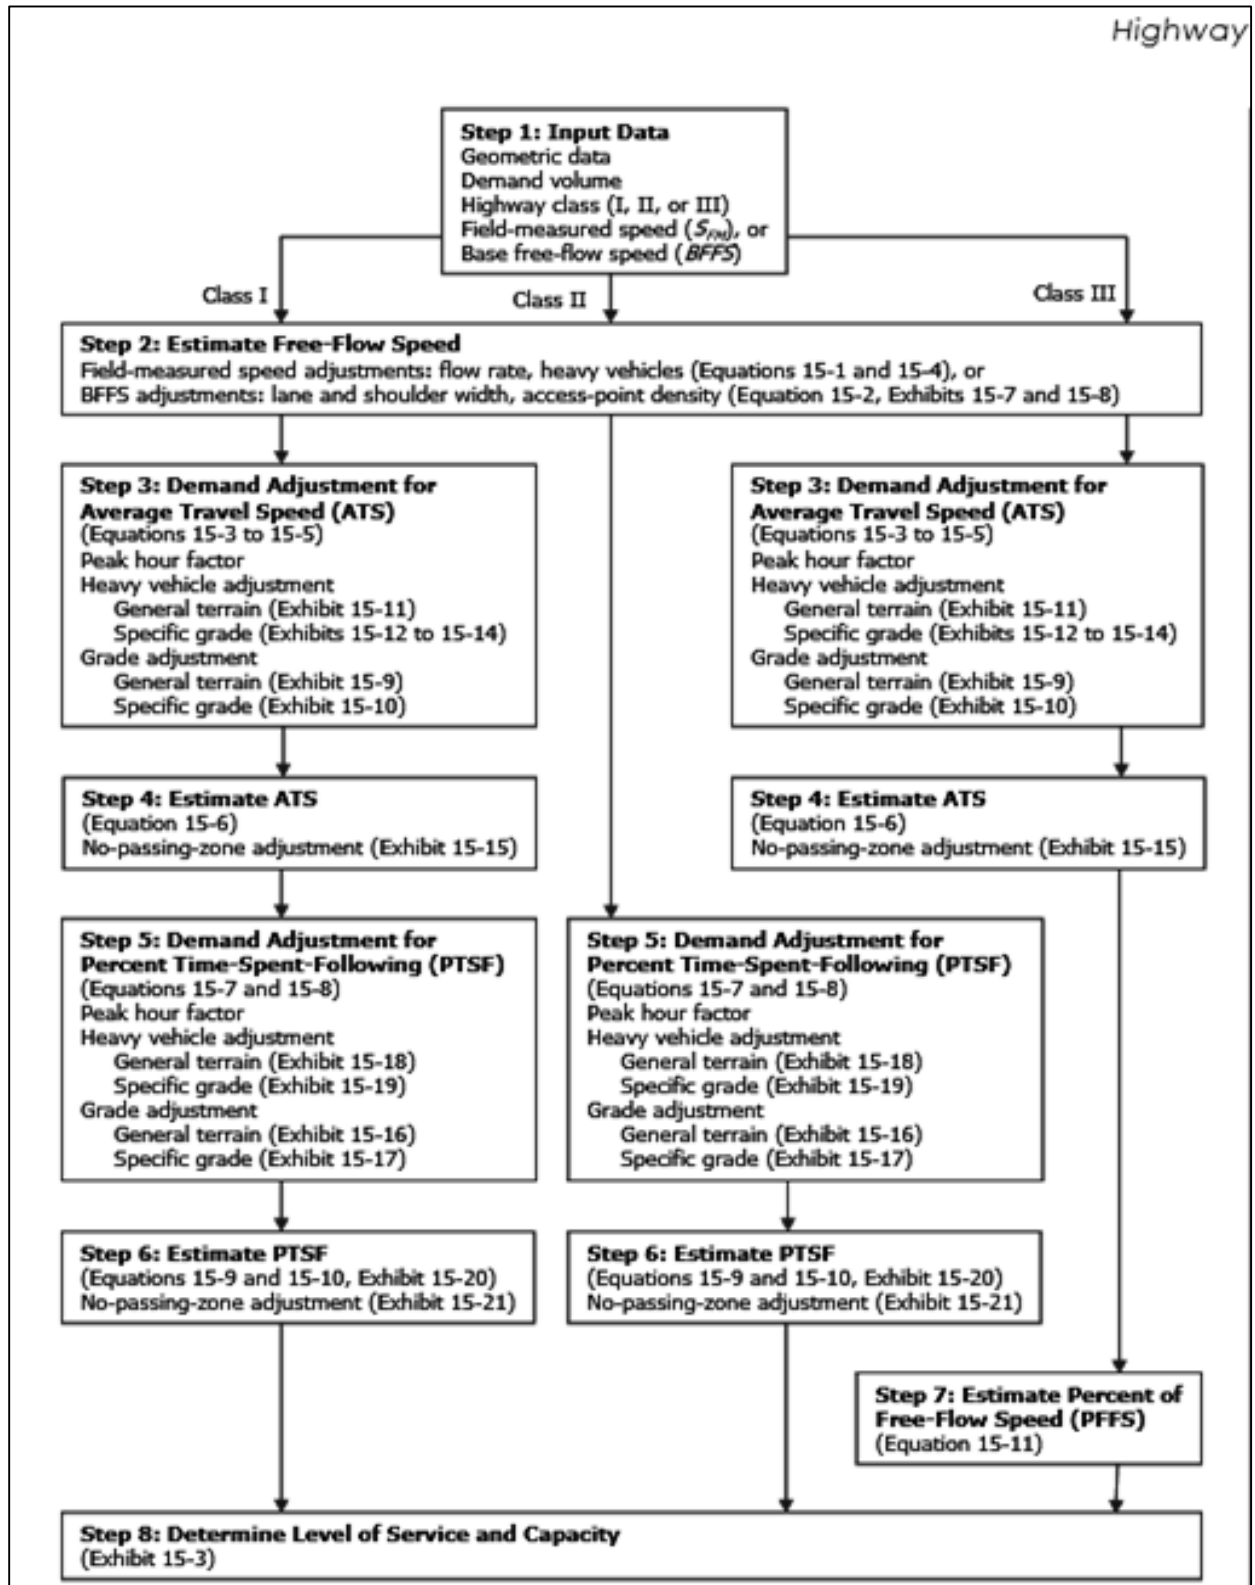 Highway
Step 1: Input Data
Geometric data
Demand volume
Highway class (I, II, or III)
Field-measured speed (SFM), or
Base free-flow speed (BFFS)
Class I
Class II
Class III
Step 2: Estimate Free-Flow Speed
Field-measured speed adjustments: flow rate, heavy vehicles (Equations 15-1 and 15-4), or
BFFS adjustments: lane and shoulder width, access-point density (Equation 15-2, Exhibits 15-7 and 15-8)
Step 3: Demand Adjustment for
Average Travel Speed (ATS)
(Equations 15-3 to 15-5)
Peak hour factor
Heavy vehicle adjustment
General terrain (Exhibit 15-11)
Specific grade (Exhibits 15-12 to 15-14)
Grade adjustment
General terrain (Exhibit 15-9)
Specific grade (Exhibit 15-10)
Step 3: Demand Adjustment for
Average Travel Speed (ATS)
(Equations 15-3 to 15-5)
Peak hour factor
Heavy vehicle adjustment
General terrain (Exhibit 15-11)
Specific grade (Exhibits 15-12 to 15-14)
Grade adjustment
General terrain (Exhibit 15-9)
Specific grade (Exhibit 15-10)
Step 4: Estimate ATS
(Equation 15-6)
No-passing-zone adjustment (Exhibit 15-15)
Step 4: Estimate ATS
(Equation 15-6)
No-passing-zone adjustment (Exhibit 15-15)
Step 5: Demand Adjustment for
Percent Time-Spent-Following (PTSF)
(Equations 15-7 and 15-8)
Peak hour factor
Heavy vehicle adjustment
General terrain (Exhibit 15-18)
Specific grade (Exhibit 15-19)
Grade adjustment
General terrain (Exhibit 15-16)
Specific grade (Exhibit 15-17)
Step 5: Demand Adjustment for
Percent Time-Spent-Following (PTSF)
(Equations 15-7 and 15-8)
Peak hour factor
Heavy vehicle adjustment
General terrain (Exhibit 15-18)
Specific grade (Exhibit 15-19)
Grade adjustment
General terrain (Exhibit 15-16)
Specific grade (Exhibit 15-17)
Step 6: Estimate PTSF
(Equations 15-9 and 15-10, Exhibit 15-20)
No-passing-zone adjustment (Exhibit 15-21)
Step 6: Estimate PTSF
(Equations 15-9 and 15-10, Exhibit 15-20)
No-passing-zone adjustment (Exhibit 15-21)
Step 7: Estimate Percent of
Free-Flow Speed (PFFS)
(Equation 15-11)
Step 8: Determine Level of Service and Capacity
(Exhibit 15-3)